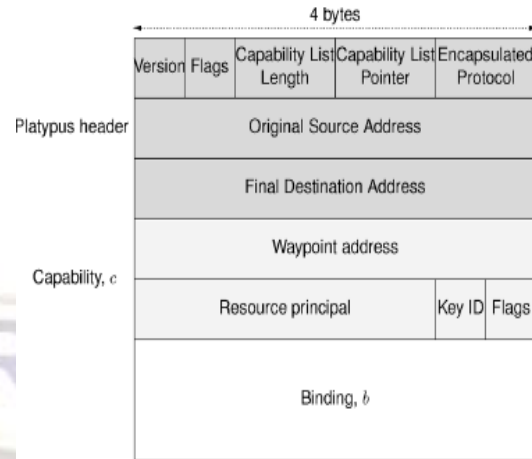 4 bytes
Version Flags Capability List Length Capability List Pointer Encapsulated Protocol
Platypus header
Original Source Address
Final Destination Address
Waypoint address
Capability, c
Resource principal Key ID Flags
Binding, b